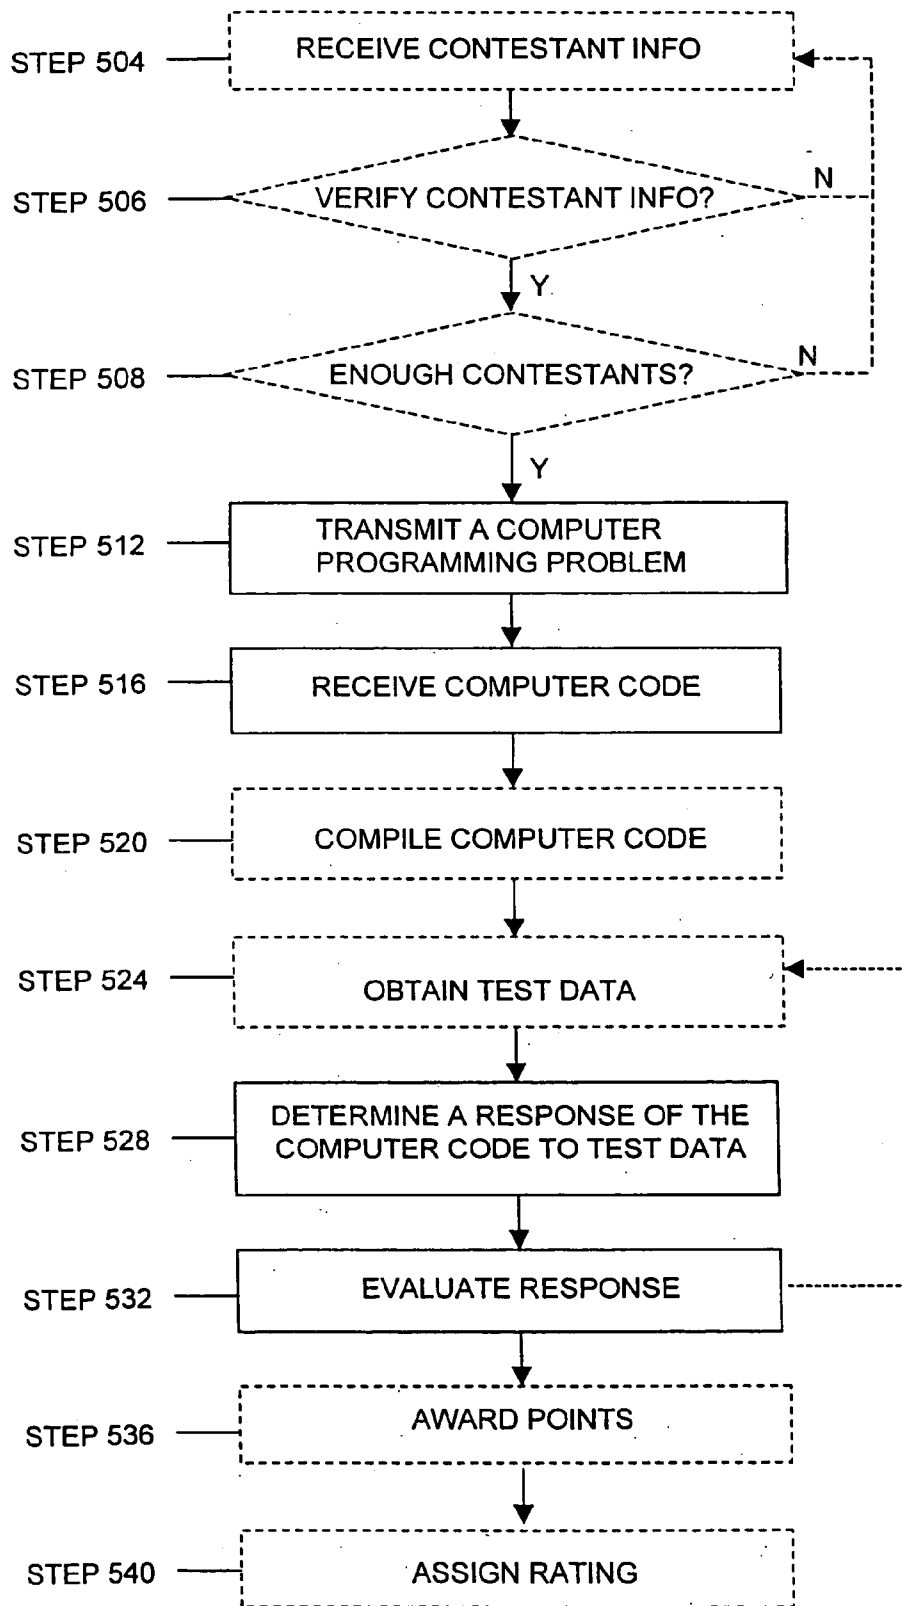 STEP 504
RECEIVE CONTESTANT INFO
STEP 506
VERIFY CONTESTANT INFO?
N
Y
STEP 508
ENOUGH CONTESTANTS?
N
Y
STEP 512
TRANSMIT A COMPUTER
PROGRAMMING PROBLEM
STEP 516
RECEIVE COMPUTER CODE
STEP 520
COMPILE COMPUTER CODE
STEP 524
OBTAIN TEST DATA
STEP 528
DETERMINE A RESPONSE OF THE
COMPUTER CODE TO TEST DATA
STEP 532
EVALUATE RESPONSE
STEP 536
AWARD POINTS
STEP 540
ASSIGN RATING